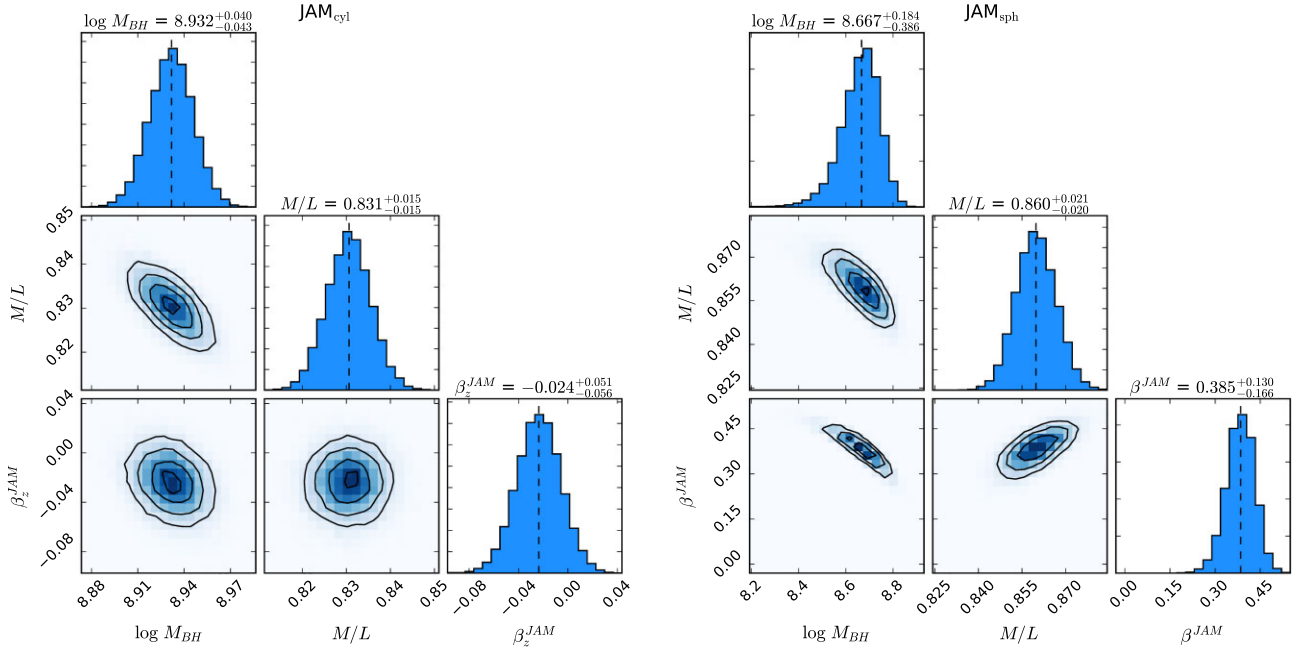 JAM_cyl
log M_BH = 8.932 +0.040 −0.043
M/L = 0.831 +0.015 −0.015
β_z^JAM = −0.024 +0.051 −0.056
M/L
0.85
0.84
0.83
0.82
β_z^JAM
0.04
0.00
−0.04
−0.08
8.88 8.91 8.94 8.97
0.82 0.83 0.84 0.85
−0.08 −0.04 0.00 0.04
log M_BH
M/L
β_z^JAM
JAM_sph
log M_BH = 8.667 +0.184 −0.386
M/L = 0.860 +0.021 −0.020
β^JAM = 0.385 +0.130 −0.166
M/L
0.870
0.855
0.840
0.825
β^JAM
0.45
0.30
0.15
0.00
8.2 8.4 8.6 8.8
0.825 0.840 0.855 0.870
0.00 0.15 0.30 0.45
log M_BH
M/L
β^JAM